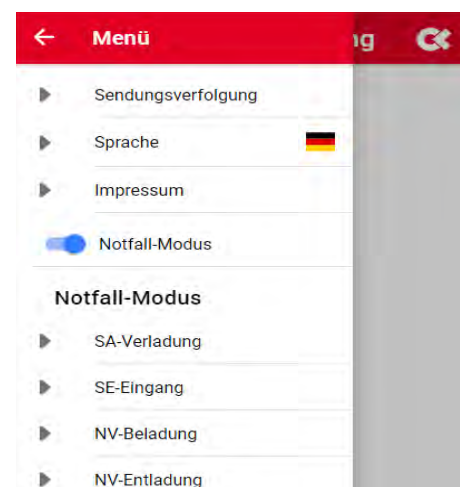 Menü
ng
Sendungsverfolgung
Sprache
Impressum
Notfall-Modus
Notfall-Modus
SA-Verladung
SE-Eingang
NV-Beladung
NV-Entladung